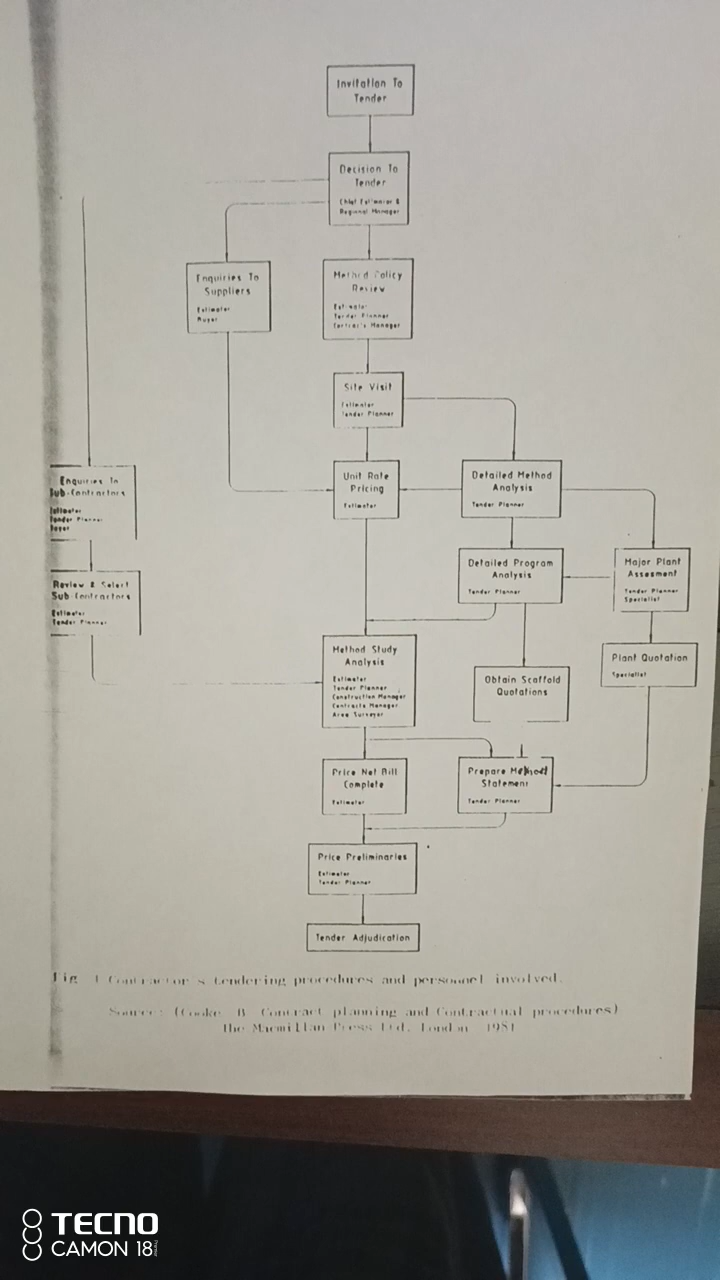 Invitation To
Tender
Decision To
Tender
Chief Estimator &
Regional Manager
Enquiries To
Suppliers
Estimator
Buyer
Method Policy
Review
Estimator
Tender Planner
Contracts Manager
Site Visit
Estimator
Tender Planner
Enquiries To
Sub-Contractors
Estimator
Tender Planner
Buyer
Unit Rate
Pricing
Estimator
Detailed Method
Analysis
Tender Planner
Detailed Program
Analysis
Tender Planner
Major Plant
Assesment
Tender Planner
Specialist
Review & Select
Sub-Contractors
Estimator
Tender Planner
Method Study
Analysis
Estimator
Tender Planner
Construction Manager
Contracts Manager
Area Surveyor
Obtain Scaffold
Quotations
Plant Quotation
Specialist
Price Net Bill
Complete
Estimator
Prepare Method
Statement
Tender Planner
Price Preliminaries
Estimator
Tender Planner
Tender Adjudication
Fig 1 Contractor's tendering procedures and personnel involved.
Source: (Cooke B Contract planning and Contractual procedures)
The Macmillan Press Ltd, London 1981
TECNO
CAMON 18 Premier